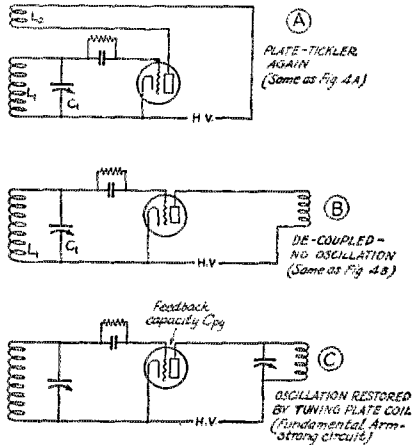 A
L₂
PLATE-TICKLER
AGAIN
(Same as Fig. 4A)
L₁
C₁
H.V.
B
DE-COUPLED-
NO OSCILLATION
(Same as Fig 4B)
L₁
C₁
H.V.
Feedback
capacity Cpg
C
OSCILLATION RESTORED
BY TUNING PLATE COIL
(Fundamental Arm-
strong circuit)
H.V.